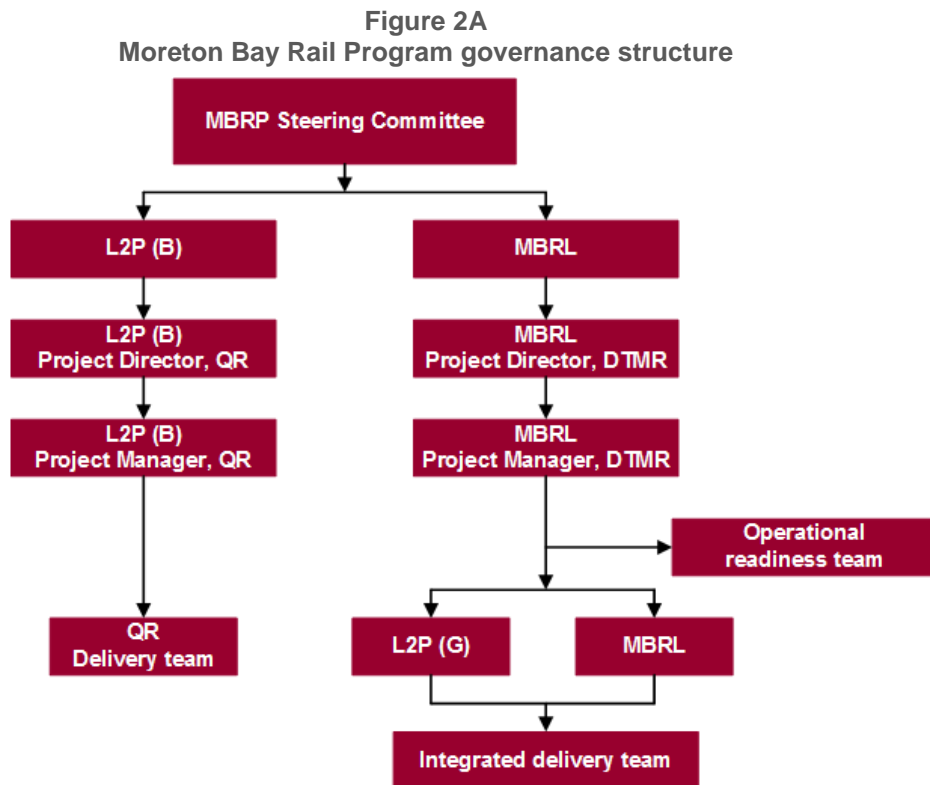 Figure 2A
Moreton Bay Rail Program governance structure
MBRP Steering Committee
L2P (B)
MBRL
L2P (B)
Project Director, QR
MBRL
Project Director, DTMR
L2P (B)
Project Manager, QR
MBRL
Project Manager, DTMR
Operational
readiness team
QR
Delivery team
L2P (G)
MBRL
Integrated delivery team